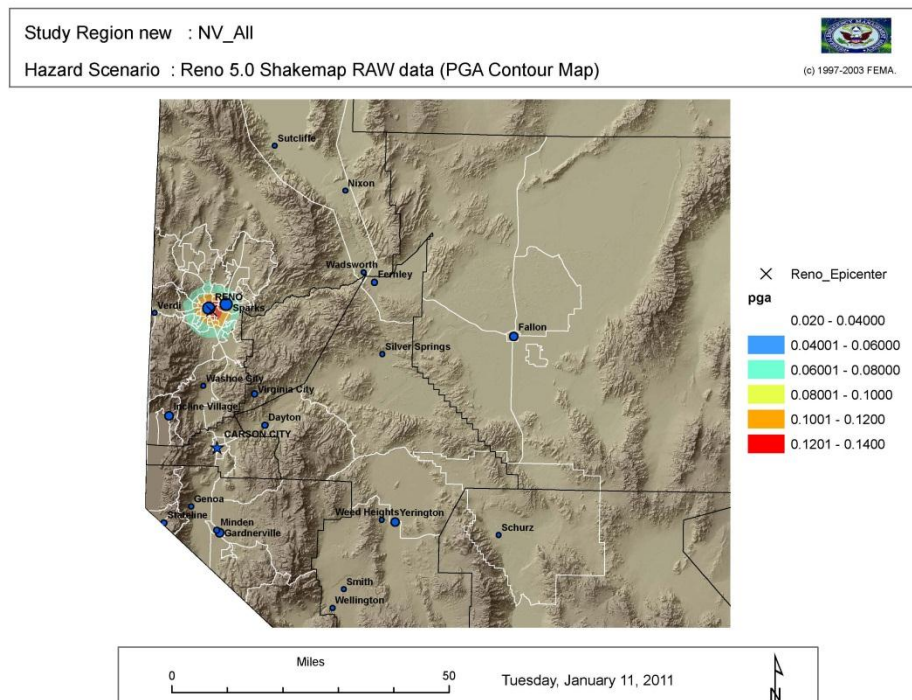 Study Region new : NV_All
Hazard Scenario : Reno 5.0 Shakemap RAW data (PGA Contour Map)
(c) 1997-2003 FEMA.
Sutcliffe
Nixon
Wadsworth
Fernley
RENO
Verdi
Sparks
Fallon
Silver Springs
Washoe City
Virginia City
Incline Village
Dayton
CARSON CITY
Genoa
Stateline
Minden
Gardnerville
Weed Heights
Yerington
Schurz
Smith
Wellington
Reno_Epicenter
pga
0.020 - 0.04000
0.04001 - 0.06000
0.06001 - 0.08000
0.08001 - 0.1000
0.1001 - 0.1200
0.1201 - 0.1400
Miles
0 50
Tuesday, January 11, 2011
N